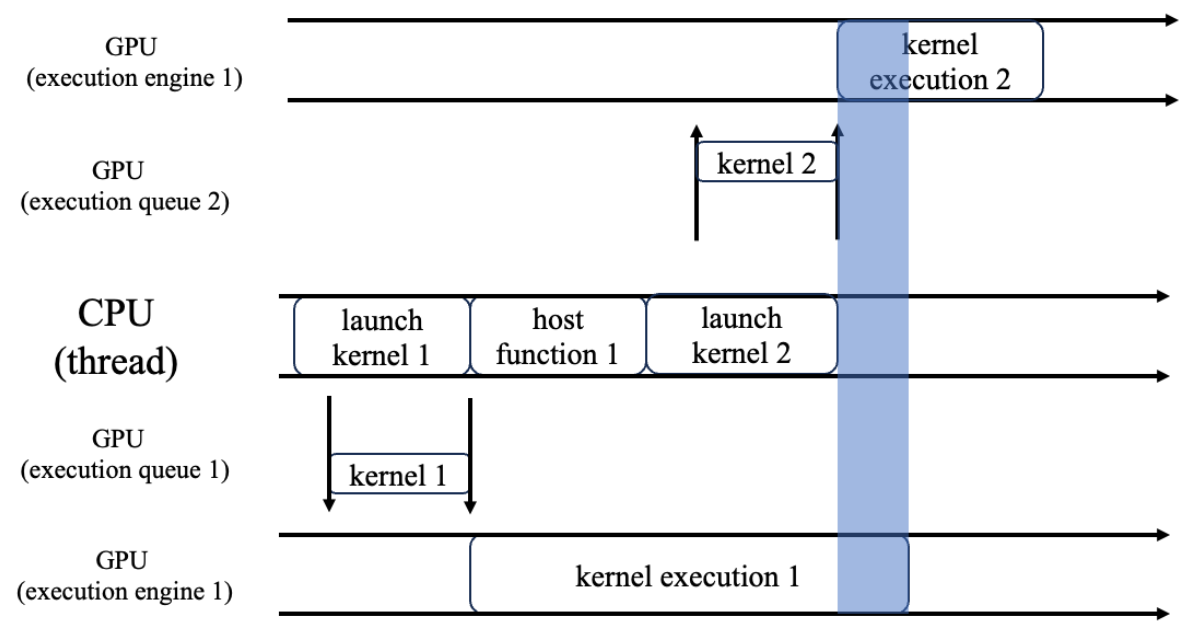 GPU
(execution engine 1)
kernel
execution 2
GPU
(execution queue 2)
kernel 2
CPU
(thread)
launch
kernel 1
host
function 1
launch
kernel 2
GPU
(execution queue 1)
kernel 1
GPU
(execution engine 1)
kernel execution 1